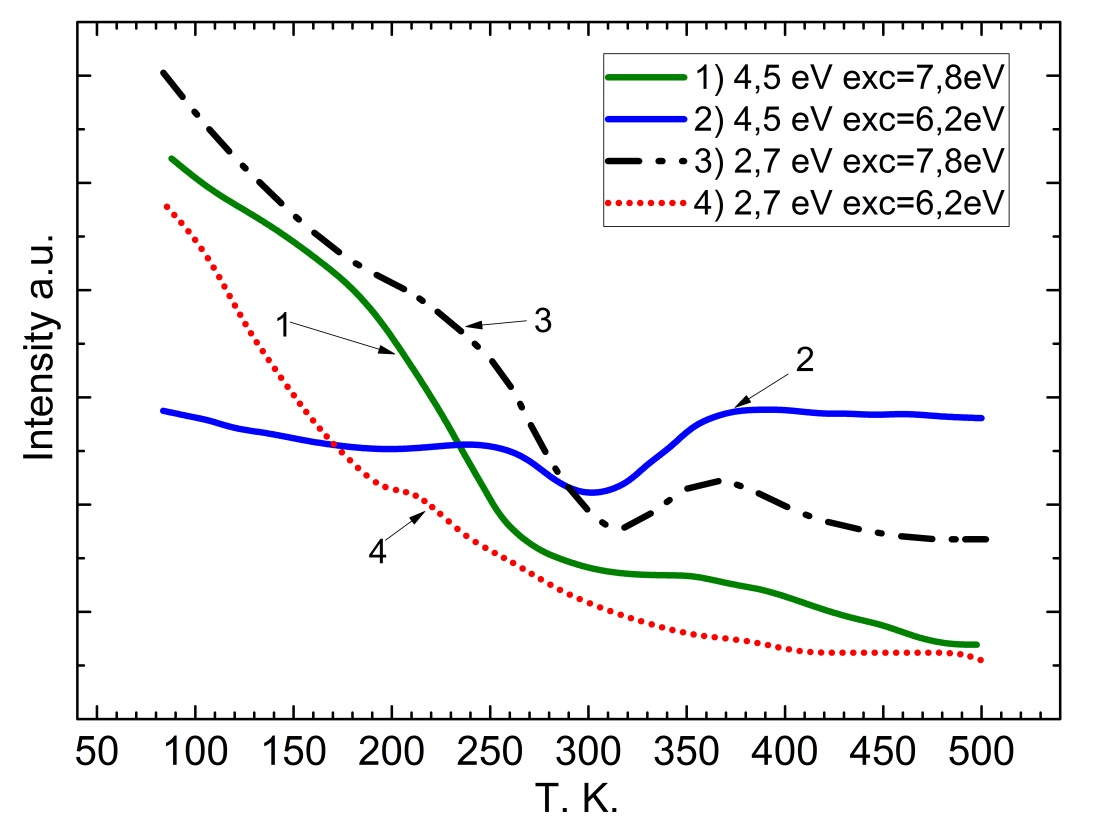 1) 4,5 eV exc=7,8eV
2) 4,5 eV exc=6,2eV
3) 2,7 eV exc=7,8eV
4) 2,7 eV exc=6,2eV
1
3
2
4
Intensity a.u.
50 100 150 200 250 300 350 400 450 500
T. K.